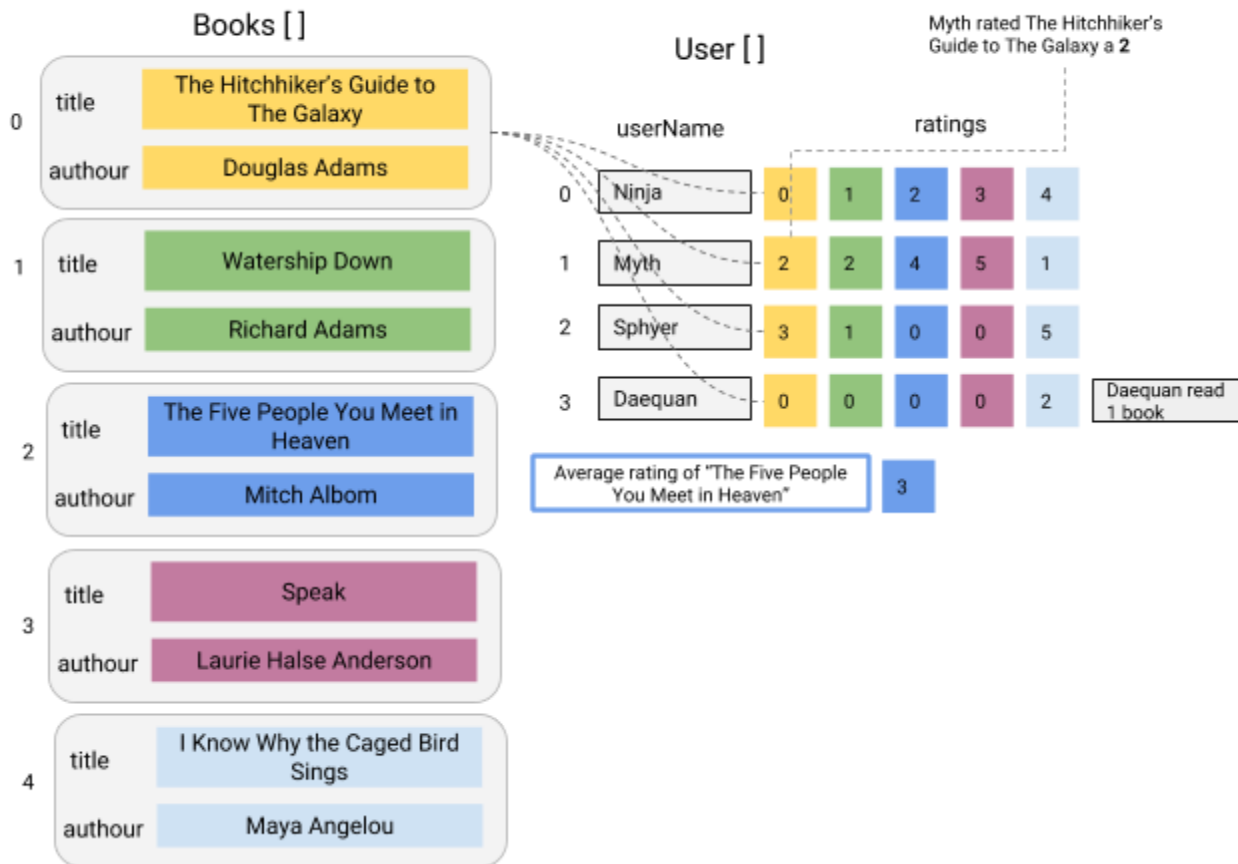 Books [ ]
0
title
The Hitchhiker's Guide to
The Galaxy
authour
Douglas Adams
1
title
Watership Down
authour
Richard Adams
2
title
The Five People You Meet in
Heaven
authour
Mitch Albom
3
title
Speak
authour
Laurie Halse Anderson
4
title
I Know Why the Caged Bird
Sings
authour
Maya Angelou
User [ ]
Myth rated The Hitchhiker's
Guide to The Galaxy a 2
userName
ratings
0 Ninja 0 1 2 3 4
1 Myth 2 2 4 5 1
2 Sphyer 3 1 0 0 5
3 Daequan 0 0 0 0 2
Daequan read
1 book
Average rating of "The Five People
You Meet in Heaven"
3